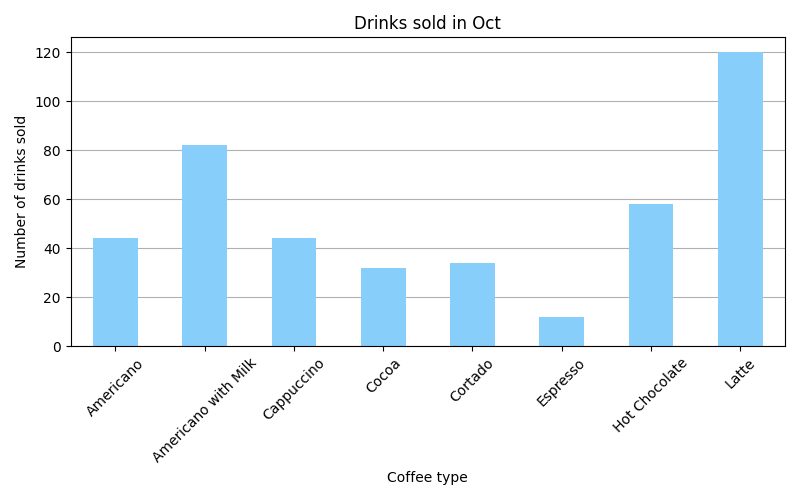 Drinks sold in Oct
Number of drinks sold
120
100
80
60
40
20
0
Americano
Americano with Milk
Cappuccino
Cocoa
Cortado
Espresso
Hot Chocolate
Latte
Coffee type